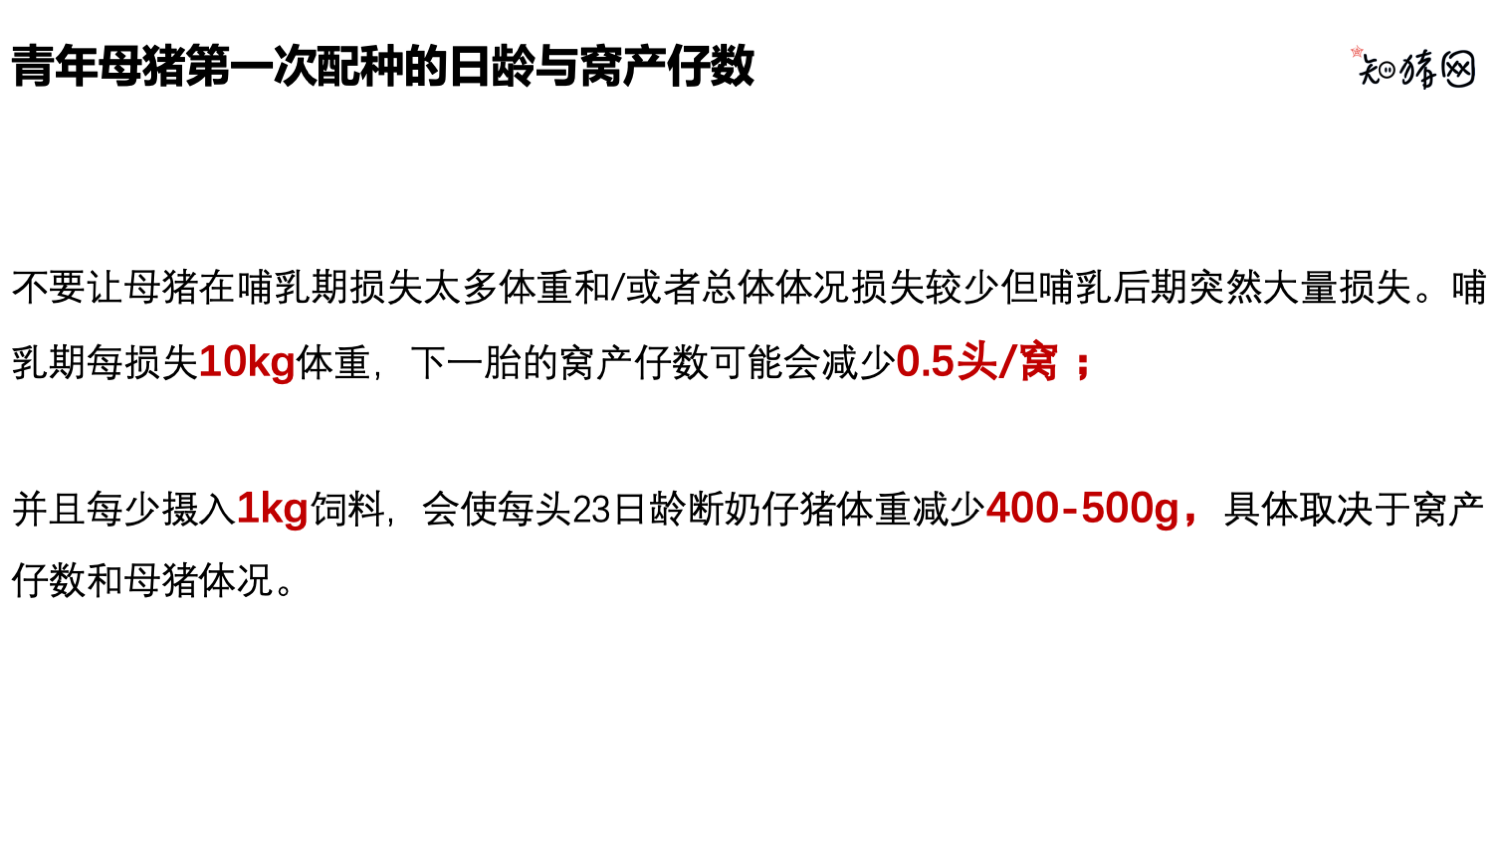 青年母猪第一次配种的日龄与窝产仔数
知猪网
不要让母猪在哺乳期损失太多体重和/或者总体体况损失较少但哺乳后期突然大量损失。哺
乳期每损失10kg体重，下一胎的窝产仔数可能会减少0.5头/窝；
并且每少摄入1kg饲料，会使每头23日龄断奶仔猪体重减少400-500g，具体取决于窝产
仔数和母猪体况。